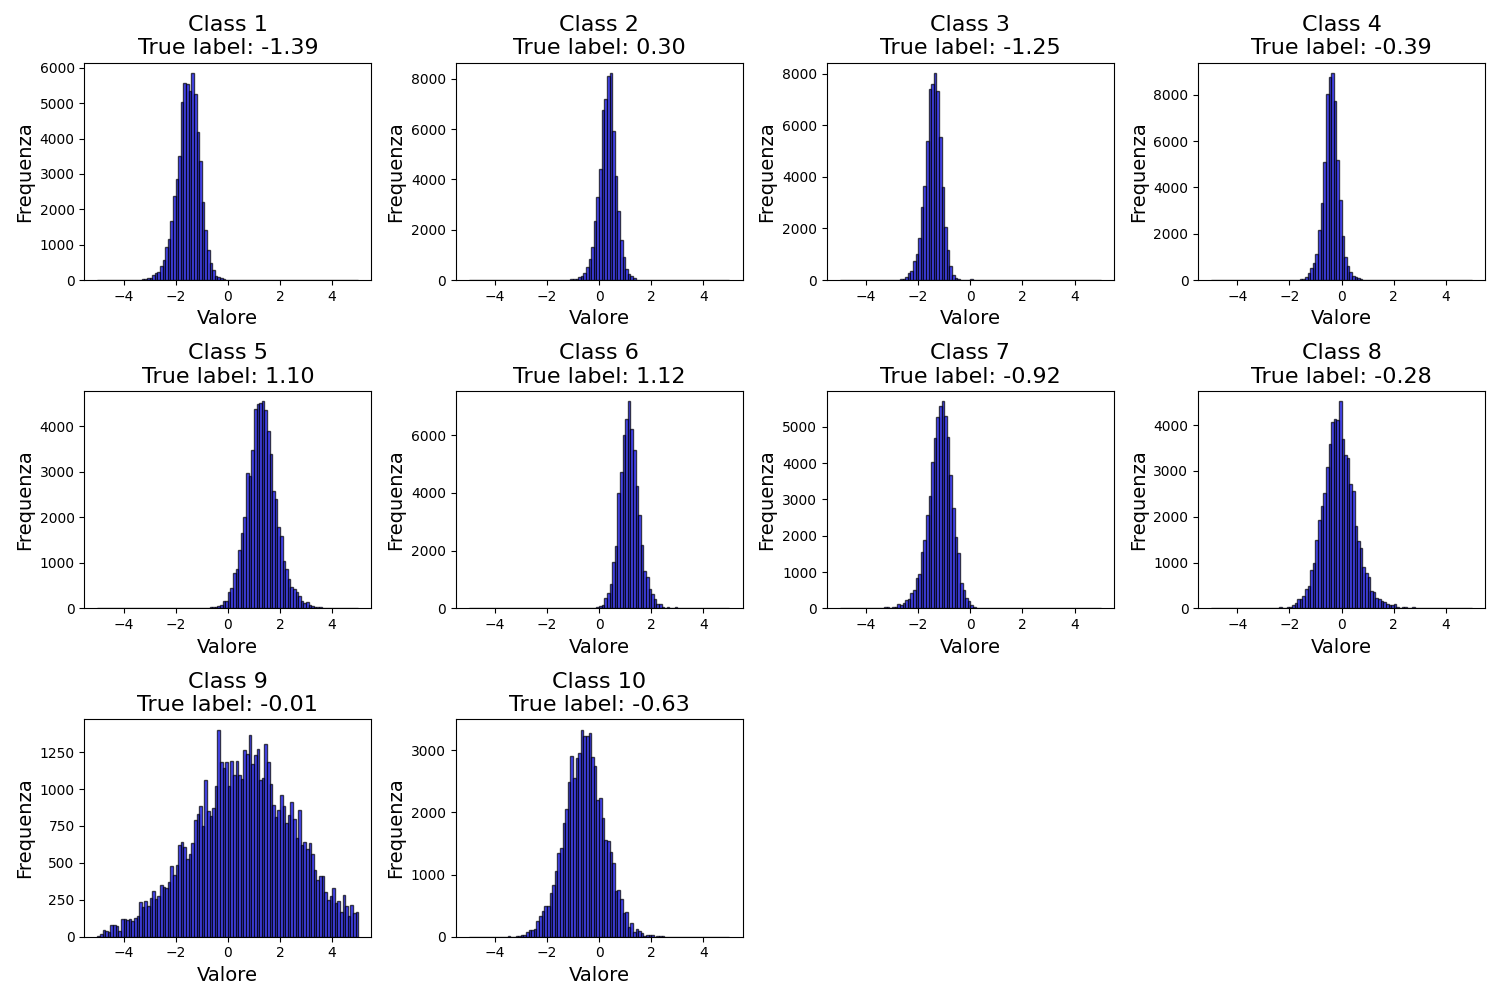 Class 1
True label: -1.39
Frequenza
6000
5000
4000
3000
2000
1000
0
−4 −2 0 2 4
Valore
Class 2
True label: 0.30
Frequenza
8000
6000
4000
2000
0
−4 −2 0 2 4
Valore
Class 3
True label: -1.25
Frequenza
8000
6000
4000
2000
0
−4 −2 0 2 4
Valore
Class 4
True label: -0.39
Frequenza
8000
6000
4000
2000
0
−4 −2 0 2 4
Valore
Class 5
True label: 1.10
Frequenza
4000
3000
2000
1000
0
−4 −2 0 2 4
Valore
Class 6
True label: 1.12
Frequenza
6000
4000
2000
0
−4 −2 0 2 4
Valore
Class 7
True label: -0.92
Frequenza
5000
4000
3000
2000
1000
0
−4 −2 0 2 4
Valore
Class 8
True label: -0.28
Frequenza
4000
3000
2000
1000
0
−4 −2 0 2 4
Valore
Class 9
True label: -0.01
Frequenza
1250
1000
750
500
250
0
−4 −2 0 2 4
Valore
Class 10
True label: -0.63
Frequenza
3000
2000
1000
0
−4 −2 0 2 4
Valore